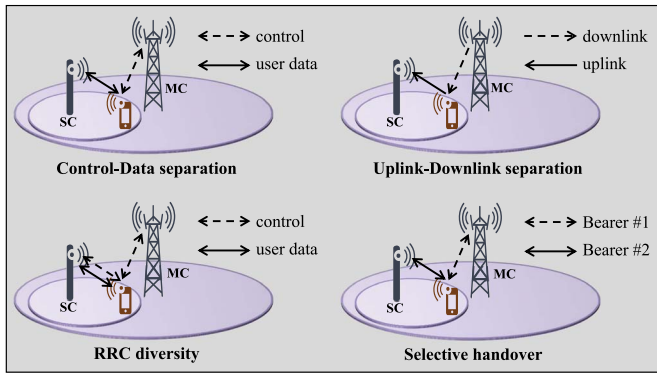 control
user data
MC
SC
Control-Data separation
downlink
uplink
MC
SC
Uplink-Downlink separation
control
user data
MC
SC
RRC diversity
Bearer #1
Bearer #2
MC
SC
Selective handover